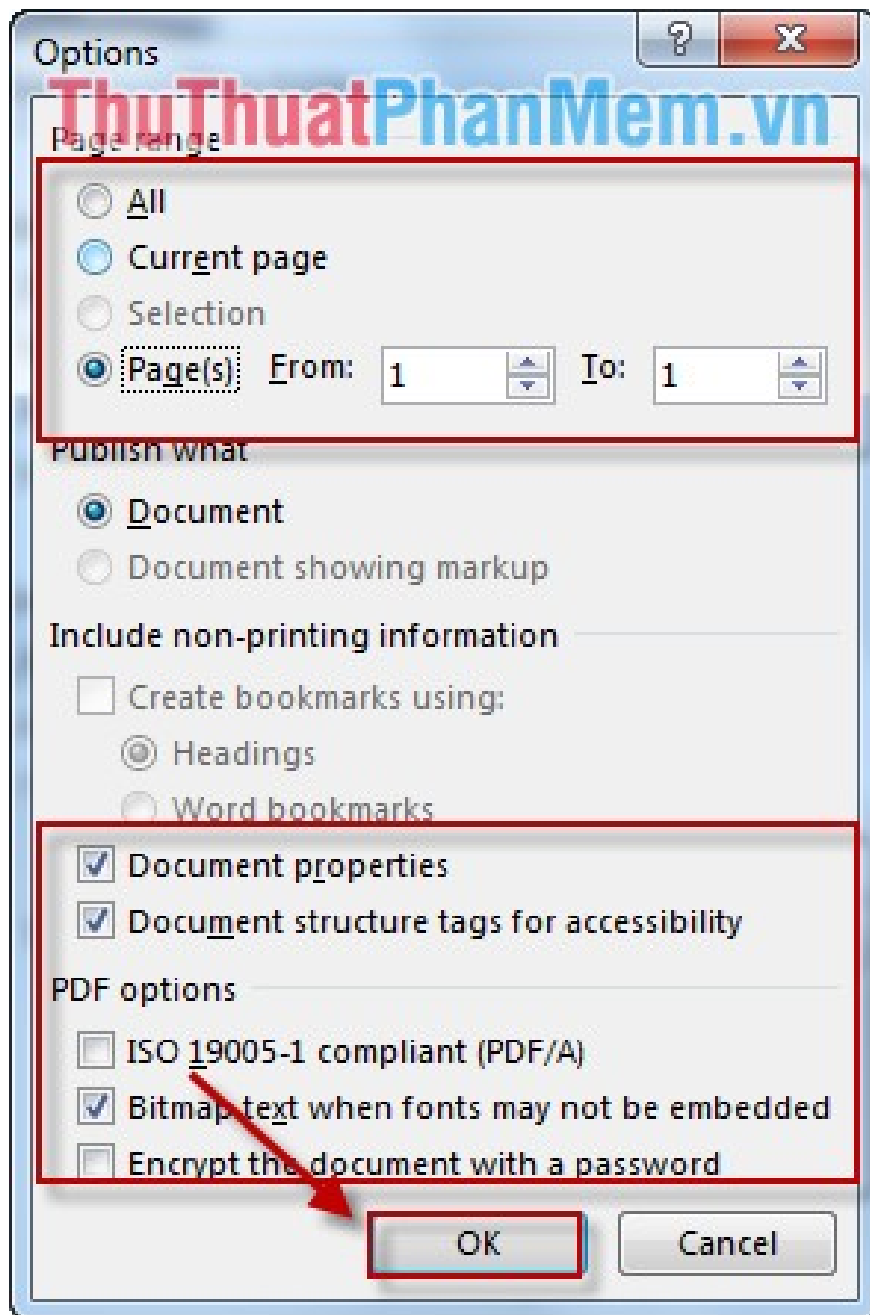 Options
ThuThuatPhanMem.vn
Page range
All
Current page
Selection
Page(s) From: 1 To: 1
Publish what
Document
Document showing markup
Include non-printing information
Create bookmarks using:
Headings
Word bookmarks
Document properties
Document structure tags for accessibility
PDF options
ISO 19005-1 compliant (PDF/A)
Bitmap text when fonts may not be embedded
Encrypt the document with a password
OK Cancel